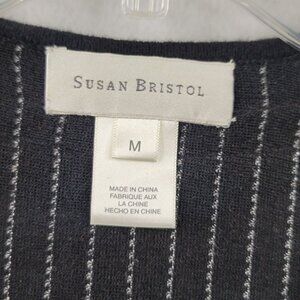 SUSAN BRISTOL
M
MADE IN CHINA
FABRIQUE AUX
LA CHINE
HECHO EN CHINE